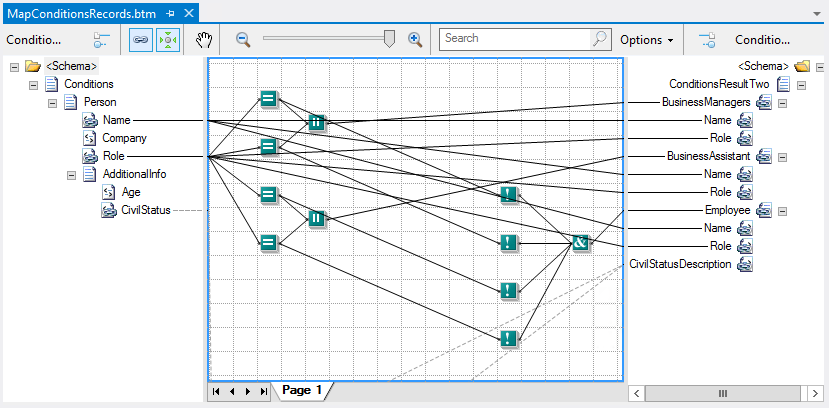 MapConditionsRecords.btm
Conditio...
Search
Options
Conditio...
<Schema>
Conditions
Person
Name
Company
Role
AdditionalInfo
Age
CivilStatus
= = = =
|| ||
! ! ! !
&
<Schema>
ConditionsResultTwo
BusinessManagers
Name
Role
BusinessAssistant
Name
Role
Employee
Name
Role
CivilStatusDescription
Page 1